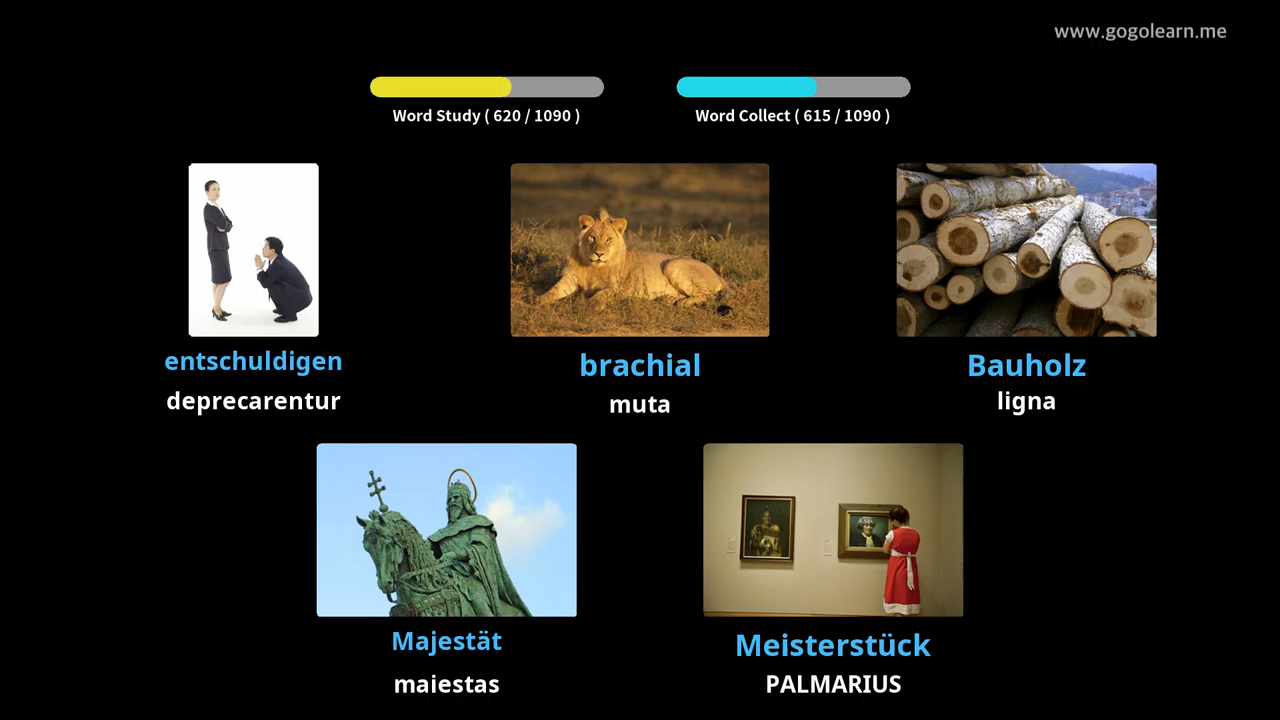 www.gogolearn.me
Word Study ( 620 / 1090 )
Word Collect ( 615 / 1090 )
entschuldigen
deprecarentur
brachial
muta
Bauholz
ligna
Majestät
maiestas
Meisterstück
PALMARIUS